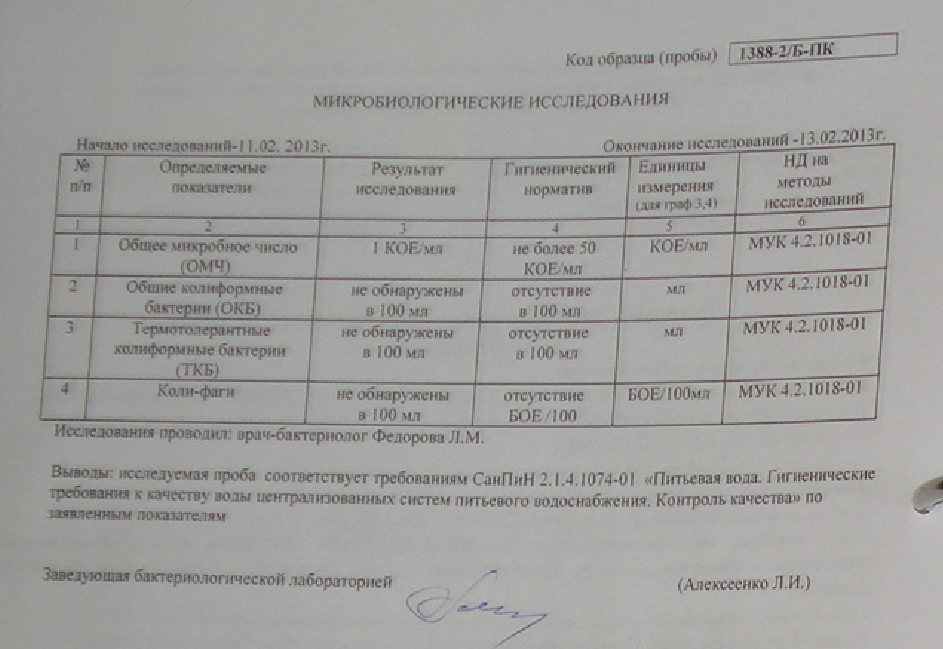 Код образца (пробы) 1388-2/Б-ПК
МИКРОБИОЛОГИЧЕСКИЕ ИССЛЕДОВАНИЯ
Начало исследований-11.02. 2013г. Окончание исследований -13.02.2013г.
№ п/п Определяемые показатели Результат исследования Гигиенический норматив Единицы измерения (для граф 3,4) НД на методы исследований
1 2 3 4 5 6
1 Общее микробное число (ОМЧ) 1 КОЕ/мл не более 50 КОЕ/мл КОЕ/мл МУК 4.2.1018-01
2 Общие колиформные бактерии (ОКБ) не обнаружены в 100 мл отсутствие в 100 мл мл МУК 4.2.1018-01
3 Термотолерантные колиформные бактерии (ТКБ) не обнаружены в 100 мл отсутствие в 100 мл мл МУК 4.2.1018-01
4 Коли-фаги не обнаружены в 100 мл отсутствие БОЕ /100 БОЕ/100мл МУК 4.2.1018-01
Исследования проводил: врач-бактериолог Федорова Л.М.
Выводы: исследуемая проба соответствует требованиям СанПиН 2.1.4.1074-01 «Питьевая вода. Гигиенические
требования к качеству воды централизованных систем питьевого водоснабжения. Контроль качества» по
заявленным показателям
Заведующая бактериологической лабораторией (Алексеенко Л.И.)